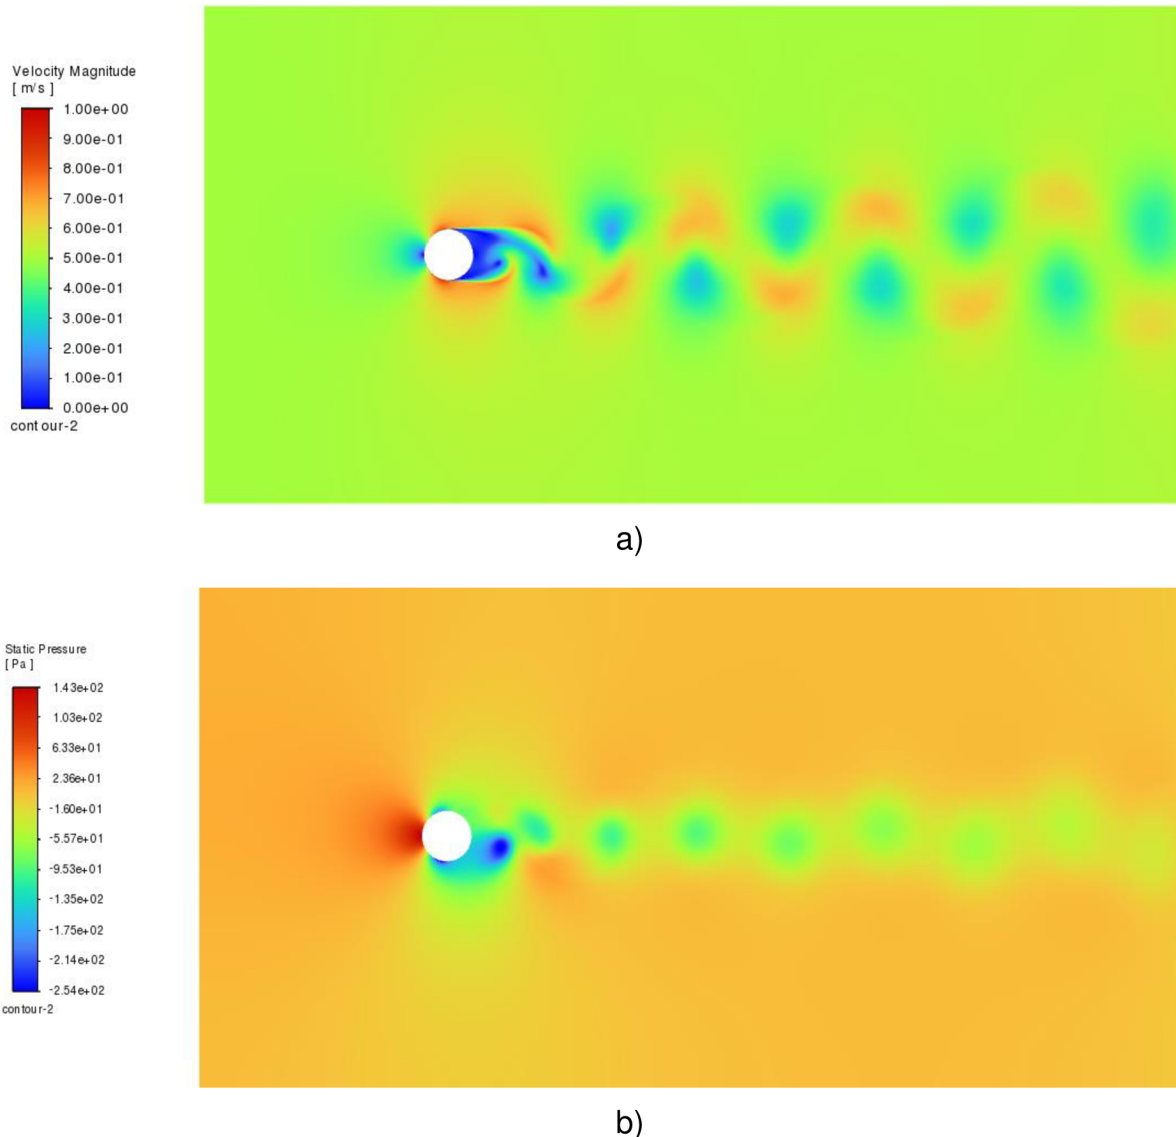 Velocity Magnitude
[ m/s ]
1.00e+00
9.00e-01
8.00e-01
7.00e-01
6.00e-01
5.00e-01
4.00e-01
3.00e-01
2.00e-01
1.00e-01
0.00e+00
contour-2
a)
Static Pressure
[ Pa ]
1.43e+02
1.03e+02
6.33e+01
2.36e+01
-1.60e+01
-5.57e+01
-9.53e+01
-1.35e+02
-1.75e+02
-2.14e+02
-2.54e+02
contour-2
b)